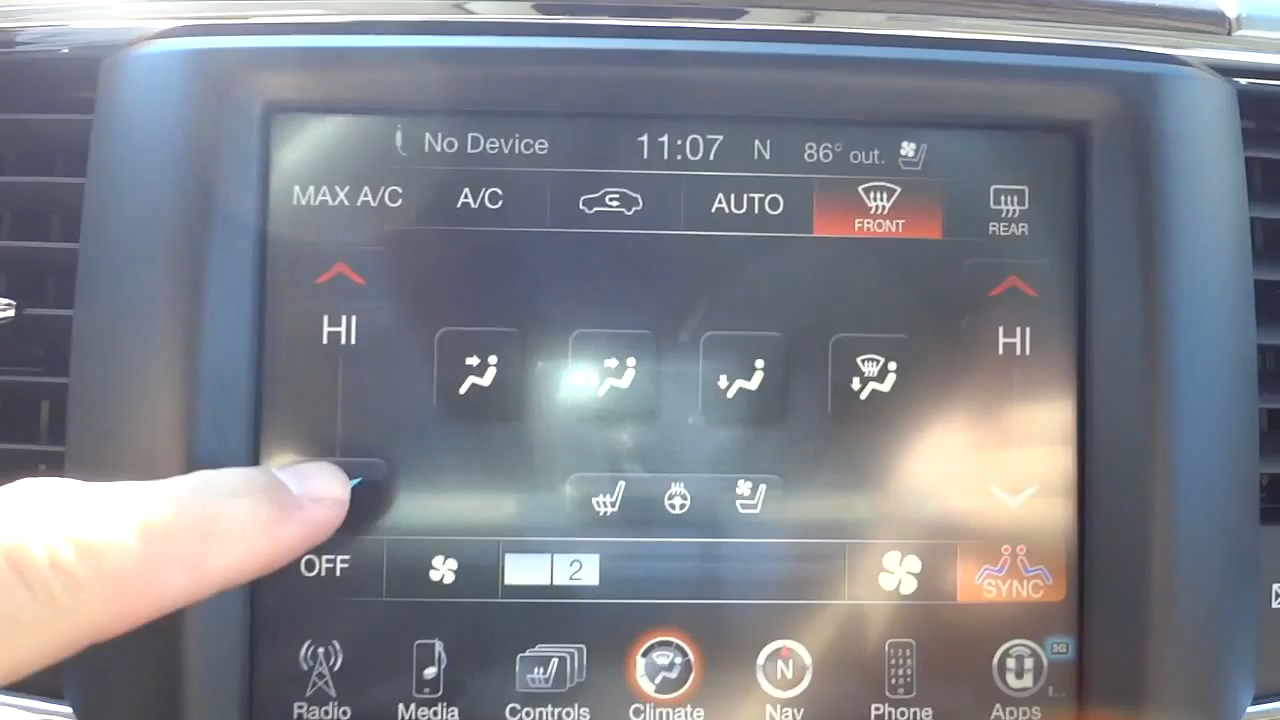 No Device 11:07 N 86° out.
MAX A/C A/C AUTO FRONT REAR
HI HI
OFF 2 SYNC
3G
N U
Radio Media Controls Climate Nav Phone Apps